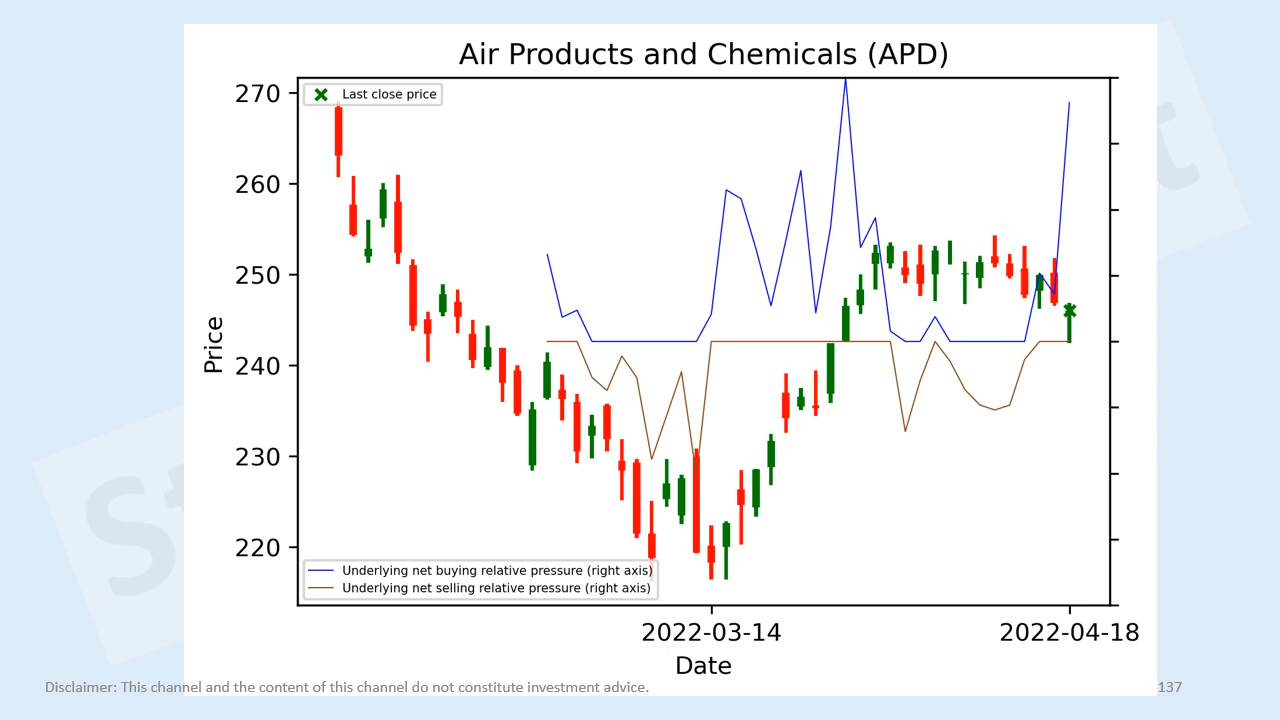 Air Products and Chemicals (APD)
Last close price
270
260
250
240
230
220
Price
Underlying net buying relative pressure (right axis)
Underlying net selling relative pressure (right axis)
2022-03-14
2022-04-18
Date
Disclaimer: This channel and the content of this channel do not constitute investment advice.
137